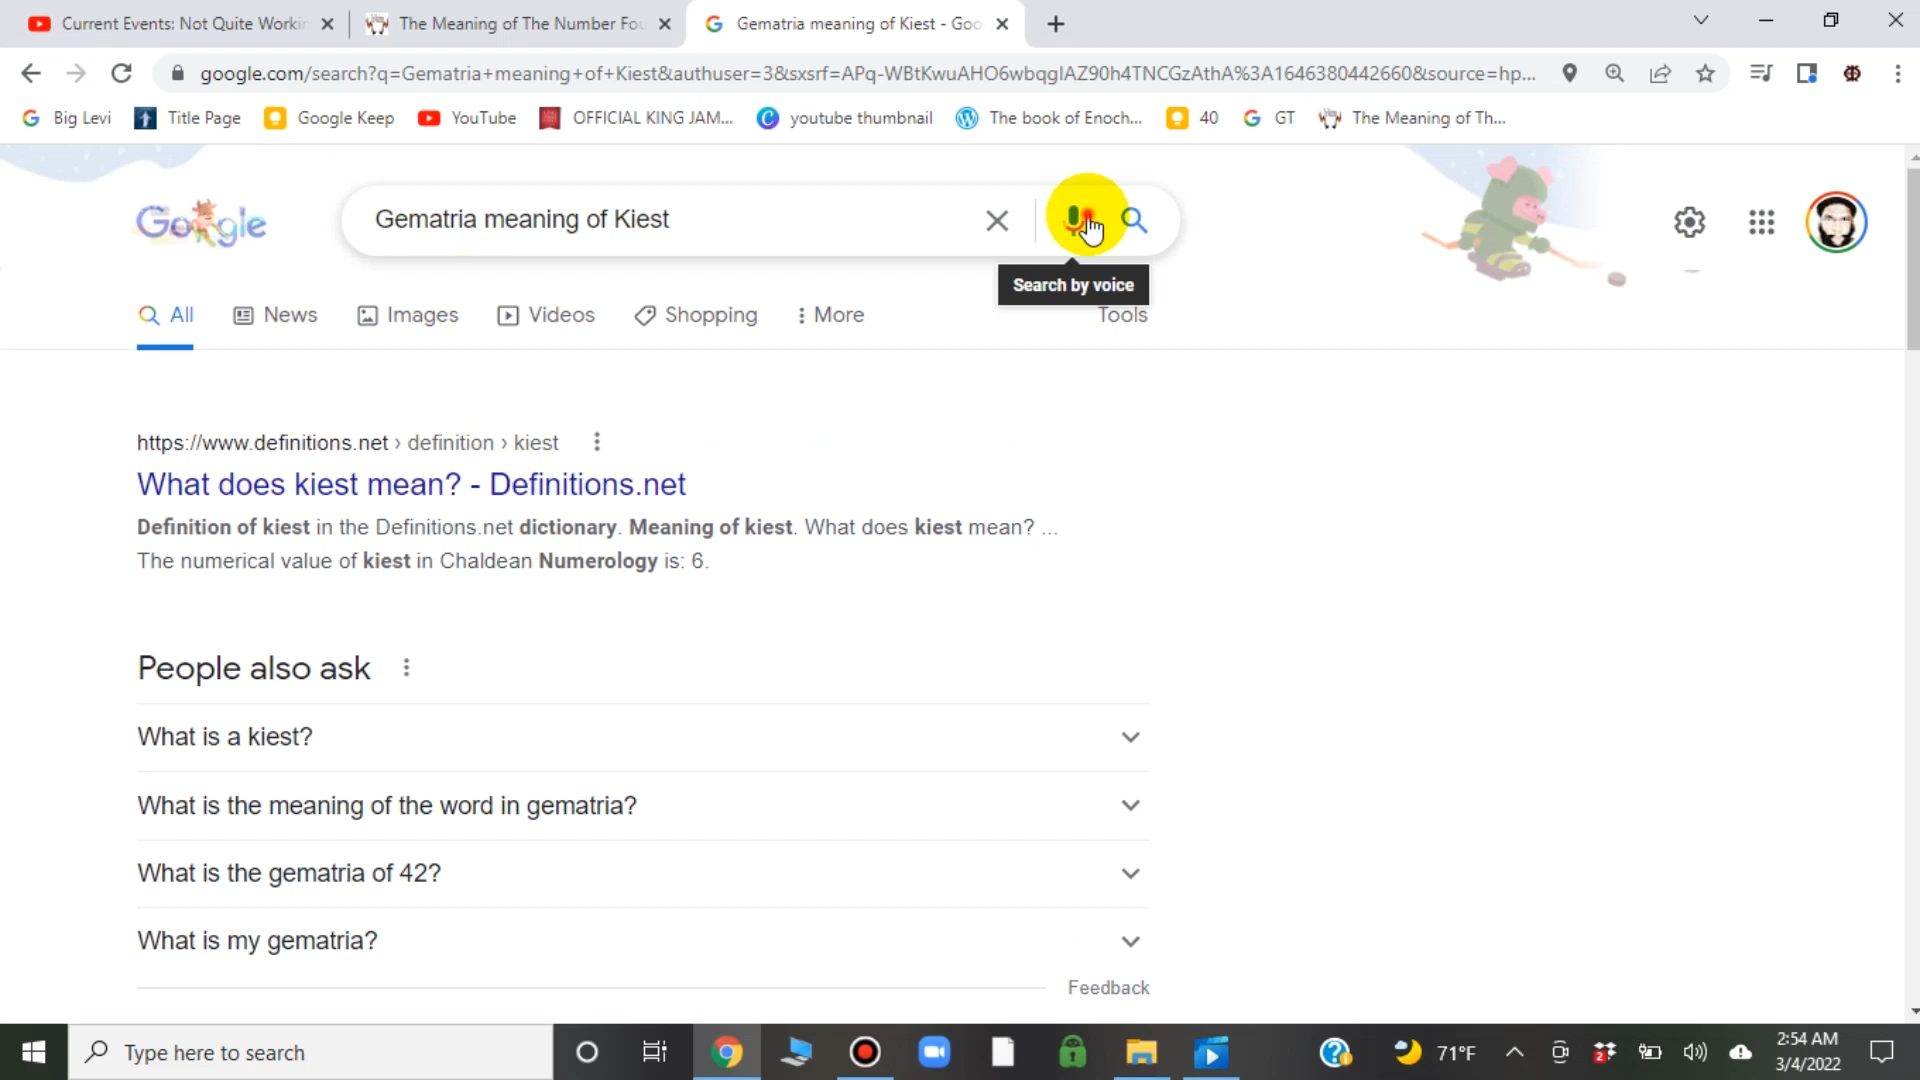 Current Events: Not Quite Workin
The Meaning of The Number Fou
Gematria meaning of Kiest - Goo
google.com/search?q=Gematria+meaning+of+Kiest&authuser=3&sxsrf=APq-WBtKwuAHO6wbqgIAZ90h4TNCGzAthA%3A1646380442660&source=hp...
Big Levi
Title Page
Google Keep
YouTube
OFFICIAL KING JAM...
youtube thumbnail
The book of Enoch...
40
GT
The Meaning of Th...
Google
Gematria meaning of Kiest
Search by voice
All
News
Images
Videos
Shopping
More
Tools
https://www.definitions.net › definition › kiest
What does kiest mean? - Definitions.net
Definition of kiest in the Definitions.net dictionary. Meaning of kiest. What does kiest mean? ...
The numerical value of kiest in Chaldean Numerology is: 6.
People also ask
What is a kiest?
What is the meaning of the word in gematria?
What is the gematria of 42?
What is my gematria?
Feedback
Type here to search
2
71°F
2:54 AM
3/4/2022